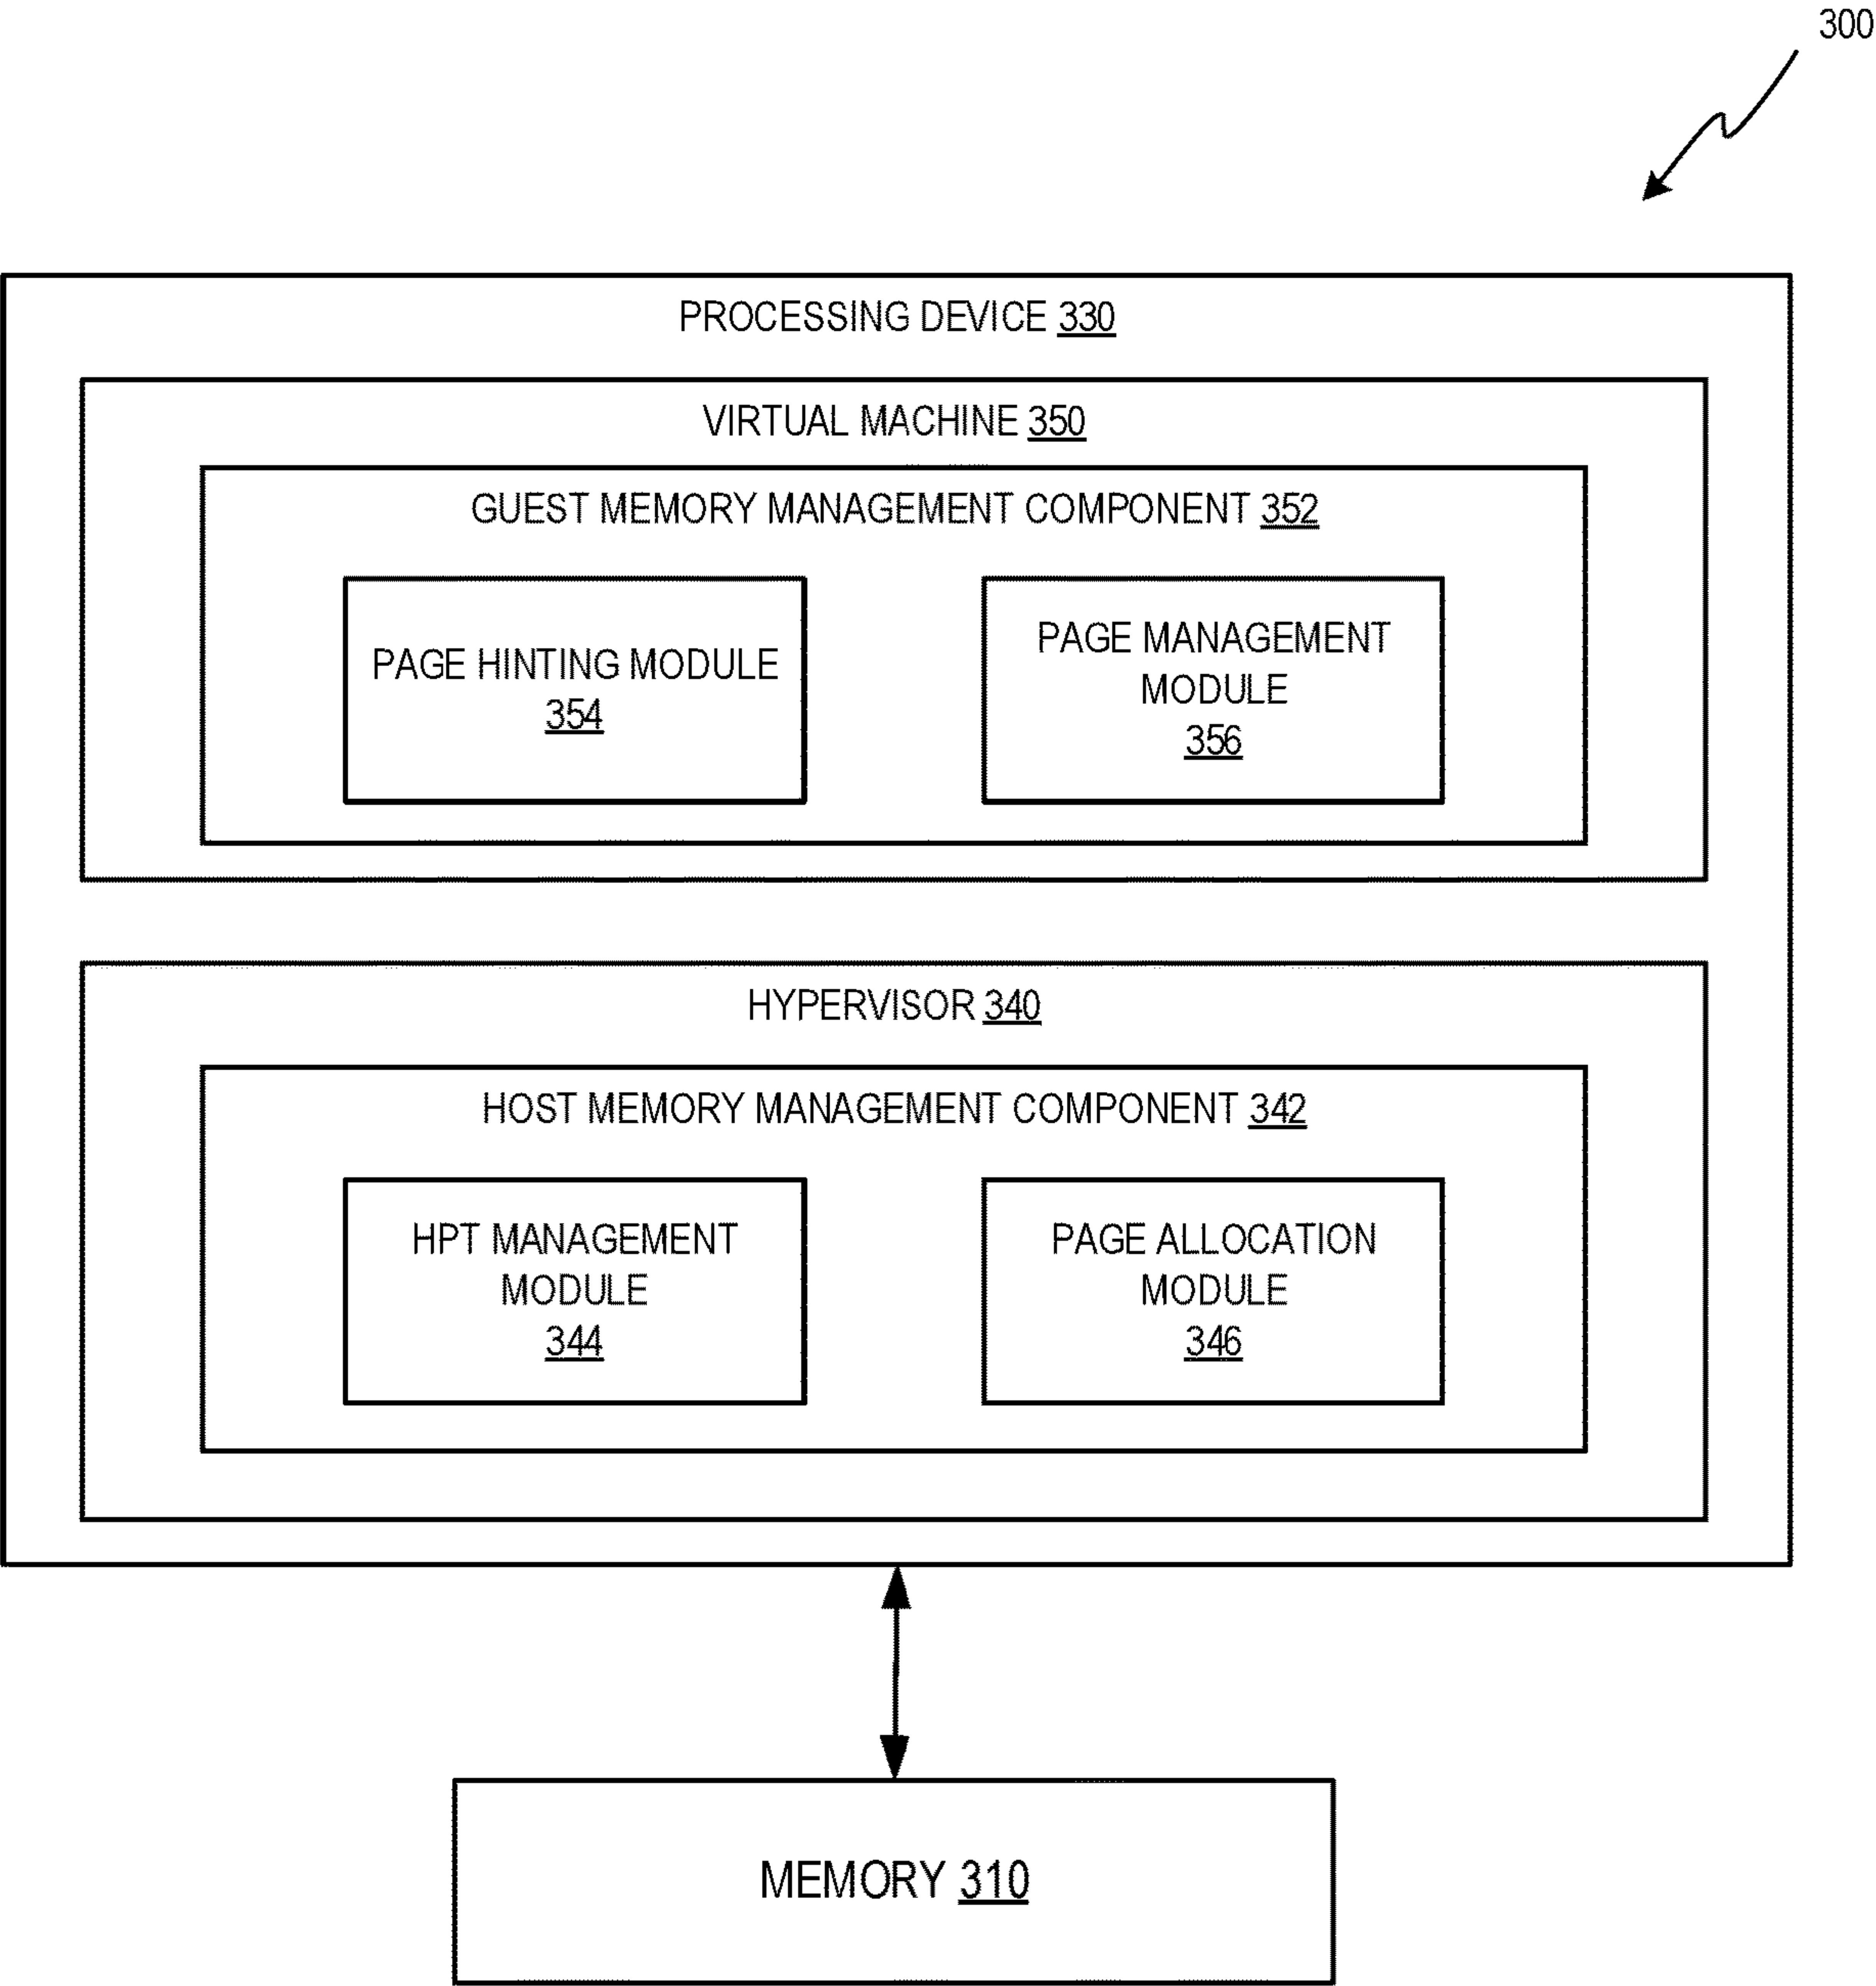 300
PROCESSING DEVICE 330
VIRTUAL MACHINE 350
GUEST MEMORY MANAGEMENT COMPONENT 352
PAGE HINTING MODULE
354
PAGE MANAGEMENT
MODULE
356
HYPERVISOR 340
HOST MEMORY MANAGEMENT COMPONENT 342
HPT MANAGEMENT
MODULE
344
PAGE ALLOCATION
MODULE
346
MEMORY 310